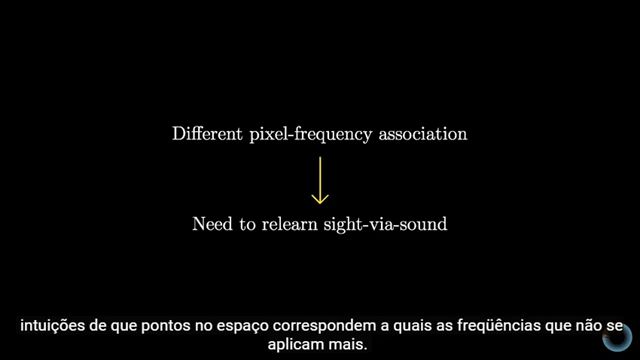 Different pixel-frequency association
Need to relearn sight-via-sound
intuições de que pontos no espaço correspondem a quais as freqüências que não se
aplicam mais.